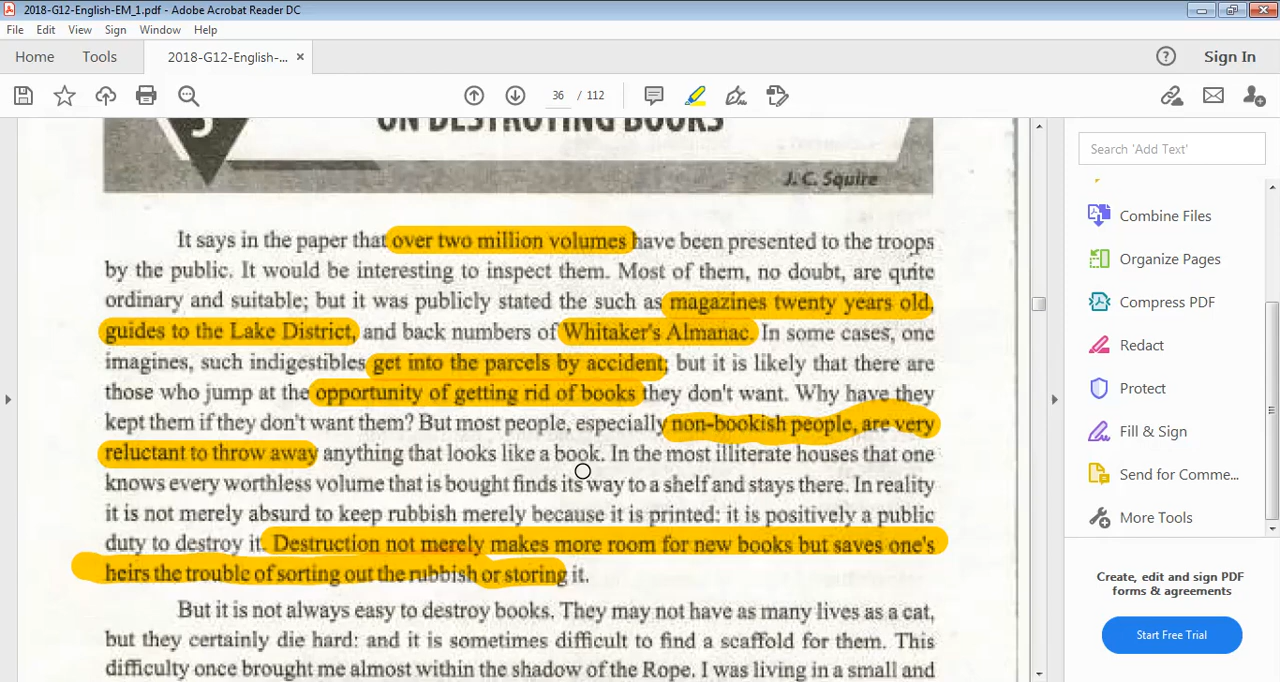 2018-G12-English-EM_1.pdf - Adobe Acrobat Reader DC
File Edit View Sign Window Help
Home Tools 2018-G12-English-... × ? Sign In
36 / 112
5 ON DESTROYING BOOKS
J. C. Squire
It says in the paper that over two million volumes have been presented to the troops
by the public. It would be interesting to inspect them. Most of them, no doubt, are quite
ordinary and suitable; but it was publicly stated the such as magazines twenty years old,
guides to the Lake District, and back numbers of Whitaker's Almanac. In some cases, one
imagines, such indigestibles get into the parcels by accident; but it is likely that there are
those who jump at the opportunity of getting rid of books they don't want. Why have they
kept them if they don't want them? But most people, especially non-bookish people, are very
reluctant to throw away anything that looks like a book. In the most illiterate houses that one
knows every worthless volume that is bought finds its way to a shelf and stays there. In reality
it is not merely absurd to keep rubbish merely because it is printed: it is positively a public
duty to destroy it. Destruction not merely makes more room for new books but saves one's
heirs the trouble of sorting out the rubbish or storing it.
But it is not always easy to destroy books. They may not have as many lives as a cat,
but they certainly die hard: and it is sometimes difficult to find a scaffold for them. This
difficulty once brought me almost within the shadow of the Rope. I was living in a small and
Search 'Add Text'
Combine Files
Organize Pages
Compress PDF
Redact
Protect
Fill & Sign
Send for Comme...
More Tools
Create, edit and sign PDF
forms & agreements
Start Free Trial